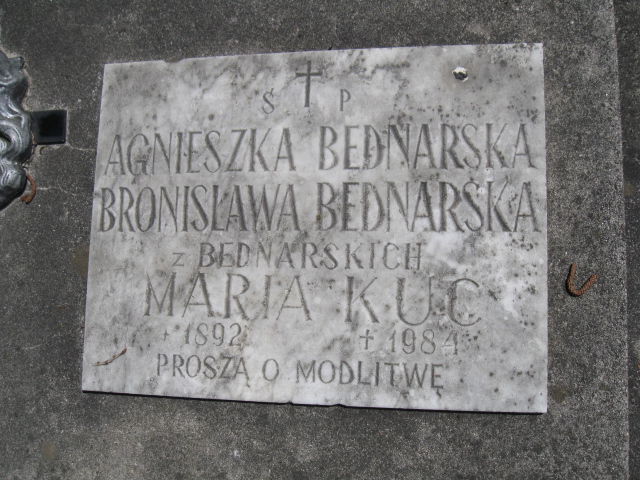 Ś † P
AGNIESZKA BEDNARSKA
BRONISŁAWA BEDNARSKA
z BEDNARSKICH
MARIA KUC
* 1892 † 1984
PROSZĄ O MODLITWĘ